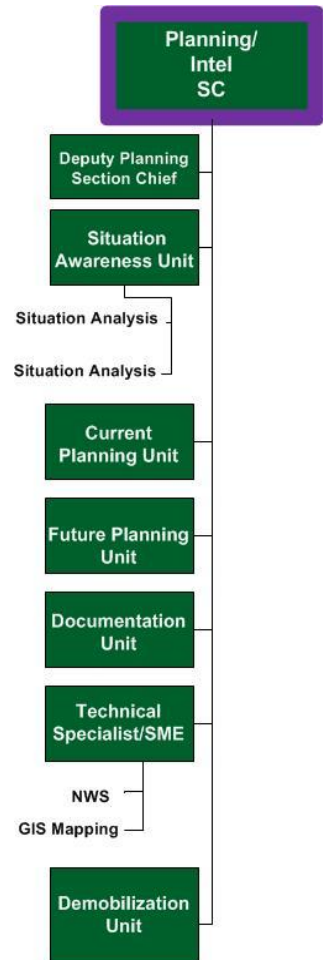 Planning/
Intel
SC
Deputy Planning
Section Chief
Situation
Awareness Unit
Situation Analysis
Situation Analysis
Current
Planning Unit
Future Planning
Unit
Documentation
Unit
Technical
Specialist/SME
NWS
GIS Mapping
Demobilization
Unit